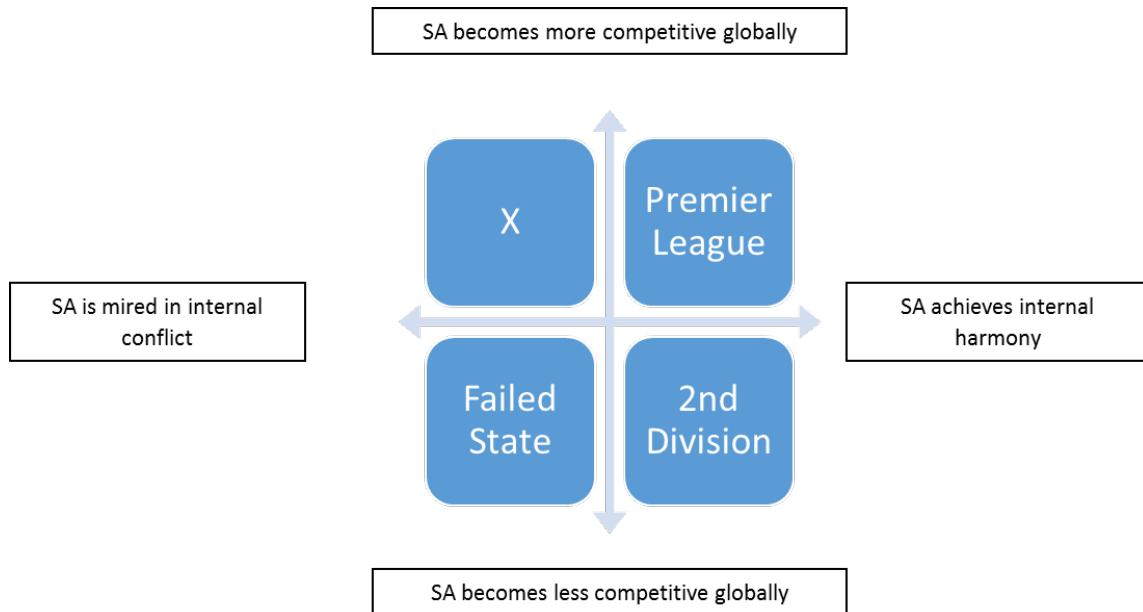 SA becomes more competitive globally
X
Premier
League
SA is mired in internal
conflict
SA achieves internal
harmony
Failed
State
2nd
Division
SA becomes less competitive globally